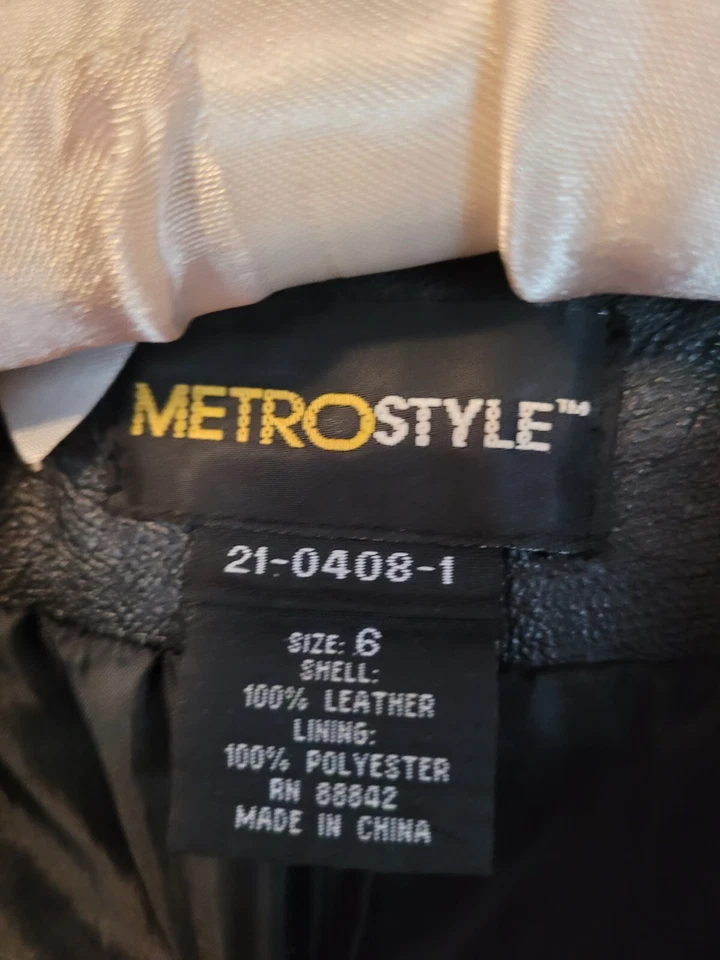 METROSTYLE™
21-0408-1
SIZE: 6
SHELL:
100% LEATHER
LINING:
100% POLYESTER
RN 88842
MADE IN CHINA